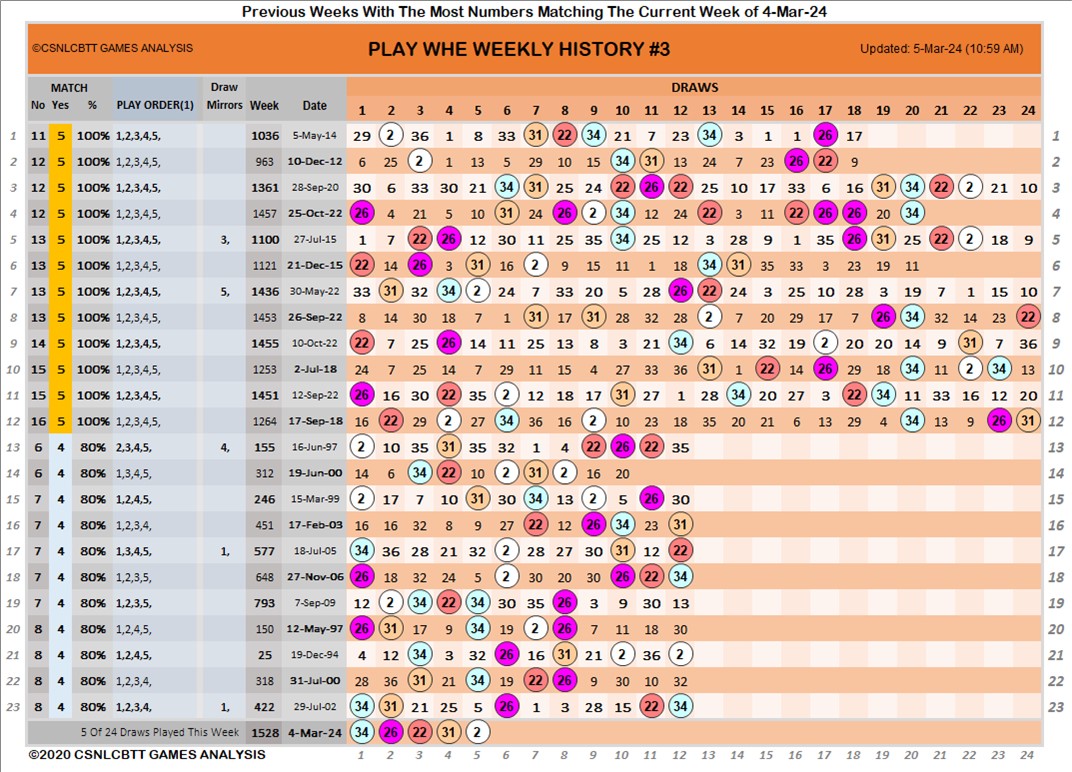 Previous Weeks With The Most Numbers Matching The Current Week of 4-Mar-24
©CSNLCBTT GAMES ANALYSIS PLAY WHE WEEKLY HISTORY #3 Updated: 5-Mar-24 (10:59 AM)
MATCH Draw DRAWS
No Yes % PLAY ORDER(1) Mirrors Week Date 1 2 3 4 5 6 7 8 9 10 11 12 13 14 15 16 17 18 19 20 21 22 23 24
1 11 5 100% 1,2,3,4,5, 1036 5-May-14 29 2 36 1 8 33 31 22 34 21 7 23 34 3 1 1 26 17 1
2 12 5 100% 1,2,3,4,5, 963 10-Dec-12 6 25 2 1 13 5 29 10 15 34 31 13 24 7 23 26 22 9 2
3 12 5 100% 1,2,3,4,5, 1361 28-Sep-20 30 6 33 30 21 34 31 25 24 22 26 22 25 10 17 33 6 16 31 34 22 2 21 10 3
4 12 5 100% 1,2,3,4,5, 1457 25-Oct-22 26 4 21 5 10 31 24 26 2 34 12 24 22 3 11 22 26 26 20 34 4
5 13 5 100% 1,2,3,4,5, 3, 1100 27-Jul-15 1 7 22 26 12 30 11 25 35 34 25 12 3 28 9 1 35 26 31 25 22 2 18 9 5
6 13 5 100% 1,2,3,4,5, 1121 21-Dec-15 22 14 26 3 31 16 2 9 15 11 1 18 34 31 35 33 3 23 19 11 6
7 13 5 100% 1,2,3,4,5, 5, 1436 30-May-22 33 31 32 34 2 24 7 33 20 5 28 26 22 24 3 25 10 28 3 19 7 1 15 10 7
8 13 5 100% 1,2,3,4,5, 1453 26-Sep-22 8 14 30 18 7 1 31 17 31 28 32 28 2 7 20 29 17 7 26 34 32 14 23 22 8
9 14 5 100% 1,2,3,4,5, 1455 10-Oct-22 22 7 25 26 14 11 25 13 8 3 21 34 6 14 32 19 2 20 20 14 9 31 7 36 9
10 15 5 100% 1,2,3,4,5, 1253 2-Jul-18 24 7 25 14 7 29 11 15 4 27 33 36 31 1 22 14 26 29 18 34 11 2 34 13 10
11 15 5 100% 1,2,3,4,5, 1451 12-Sep-22 26 16 30 22 35 2 12 18 17 31 27 1 28 34 20 27 3 22 34 11 33 16 12 20 11
12 16 5 100% 1,2,3,4,5, 1264 17-Sep-18 16 22 29 2 27 34 36 16 2 10 23 18 35 20 21 6 14 29 4 34 13 9 26 31 12
13 6 4 80% 2,3,4,5, 4, 155 16-Jun-97 2 10 35 31 35 32 1 4 22 26 22 35 13
14 6 4 80% 1,3,4,5, 312 19-Jun-00 14 6 34 22 10 2 31 2 16 20 14
15 7 4 80% 1,2,4,5, 246 15-Mar-99 2 17 7 10 31 30 34 13 2 5 26 30 15
16 7 4 80% 1,2,3,4, 451 17-Feb-03 16 16 32 8 9 27 22 12 26 34 23 31 16
17 7 4 80% 1,3,4,5, 1, 577 18-Jul-05 34 36 28 21 32 2 28 27 30 31 12 22 17
18 7 4 80% 1,2,3,5, 648 27-Nov-06 26 18 32 24 5 2 30 20 30 26 22 34 18
19 7 4 80% 1,2,3,5, 793 7-Sep-09 12 2 34 22 34 30 35 26 3 9 30 13 19
20 8 4 80% 1,2,4,5, 150 12-May-97 26 31 17 9 34 19 2 26 7 11 18 30 20
21 8 4 80% 1,2,4,5, 25 19-Dec-94 4 12 34 3 32 26 16 31 21 2 36 2 21
22 8 4 80% 1,2,3,4, 318 31-Jul-00 28 36 31 21 34 19 22 26 9 30 10 32 22
23 8 4 80% 1,2,3,4, 1, 422 29-Jul-02 34 31 21 25 5 26 1 3 28 15 22 34 23
5 Of 24 Draws Played This Week 1528 4-Mar-24 34 26 22 31 2
©2020 CSNLCBTT GAMES ANALYSIS 1 2 3 4 5 6 7 8 9 10 11 12 13 14 15 16 17 18 19 20 21 22 23 24